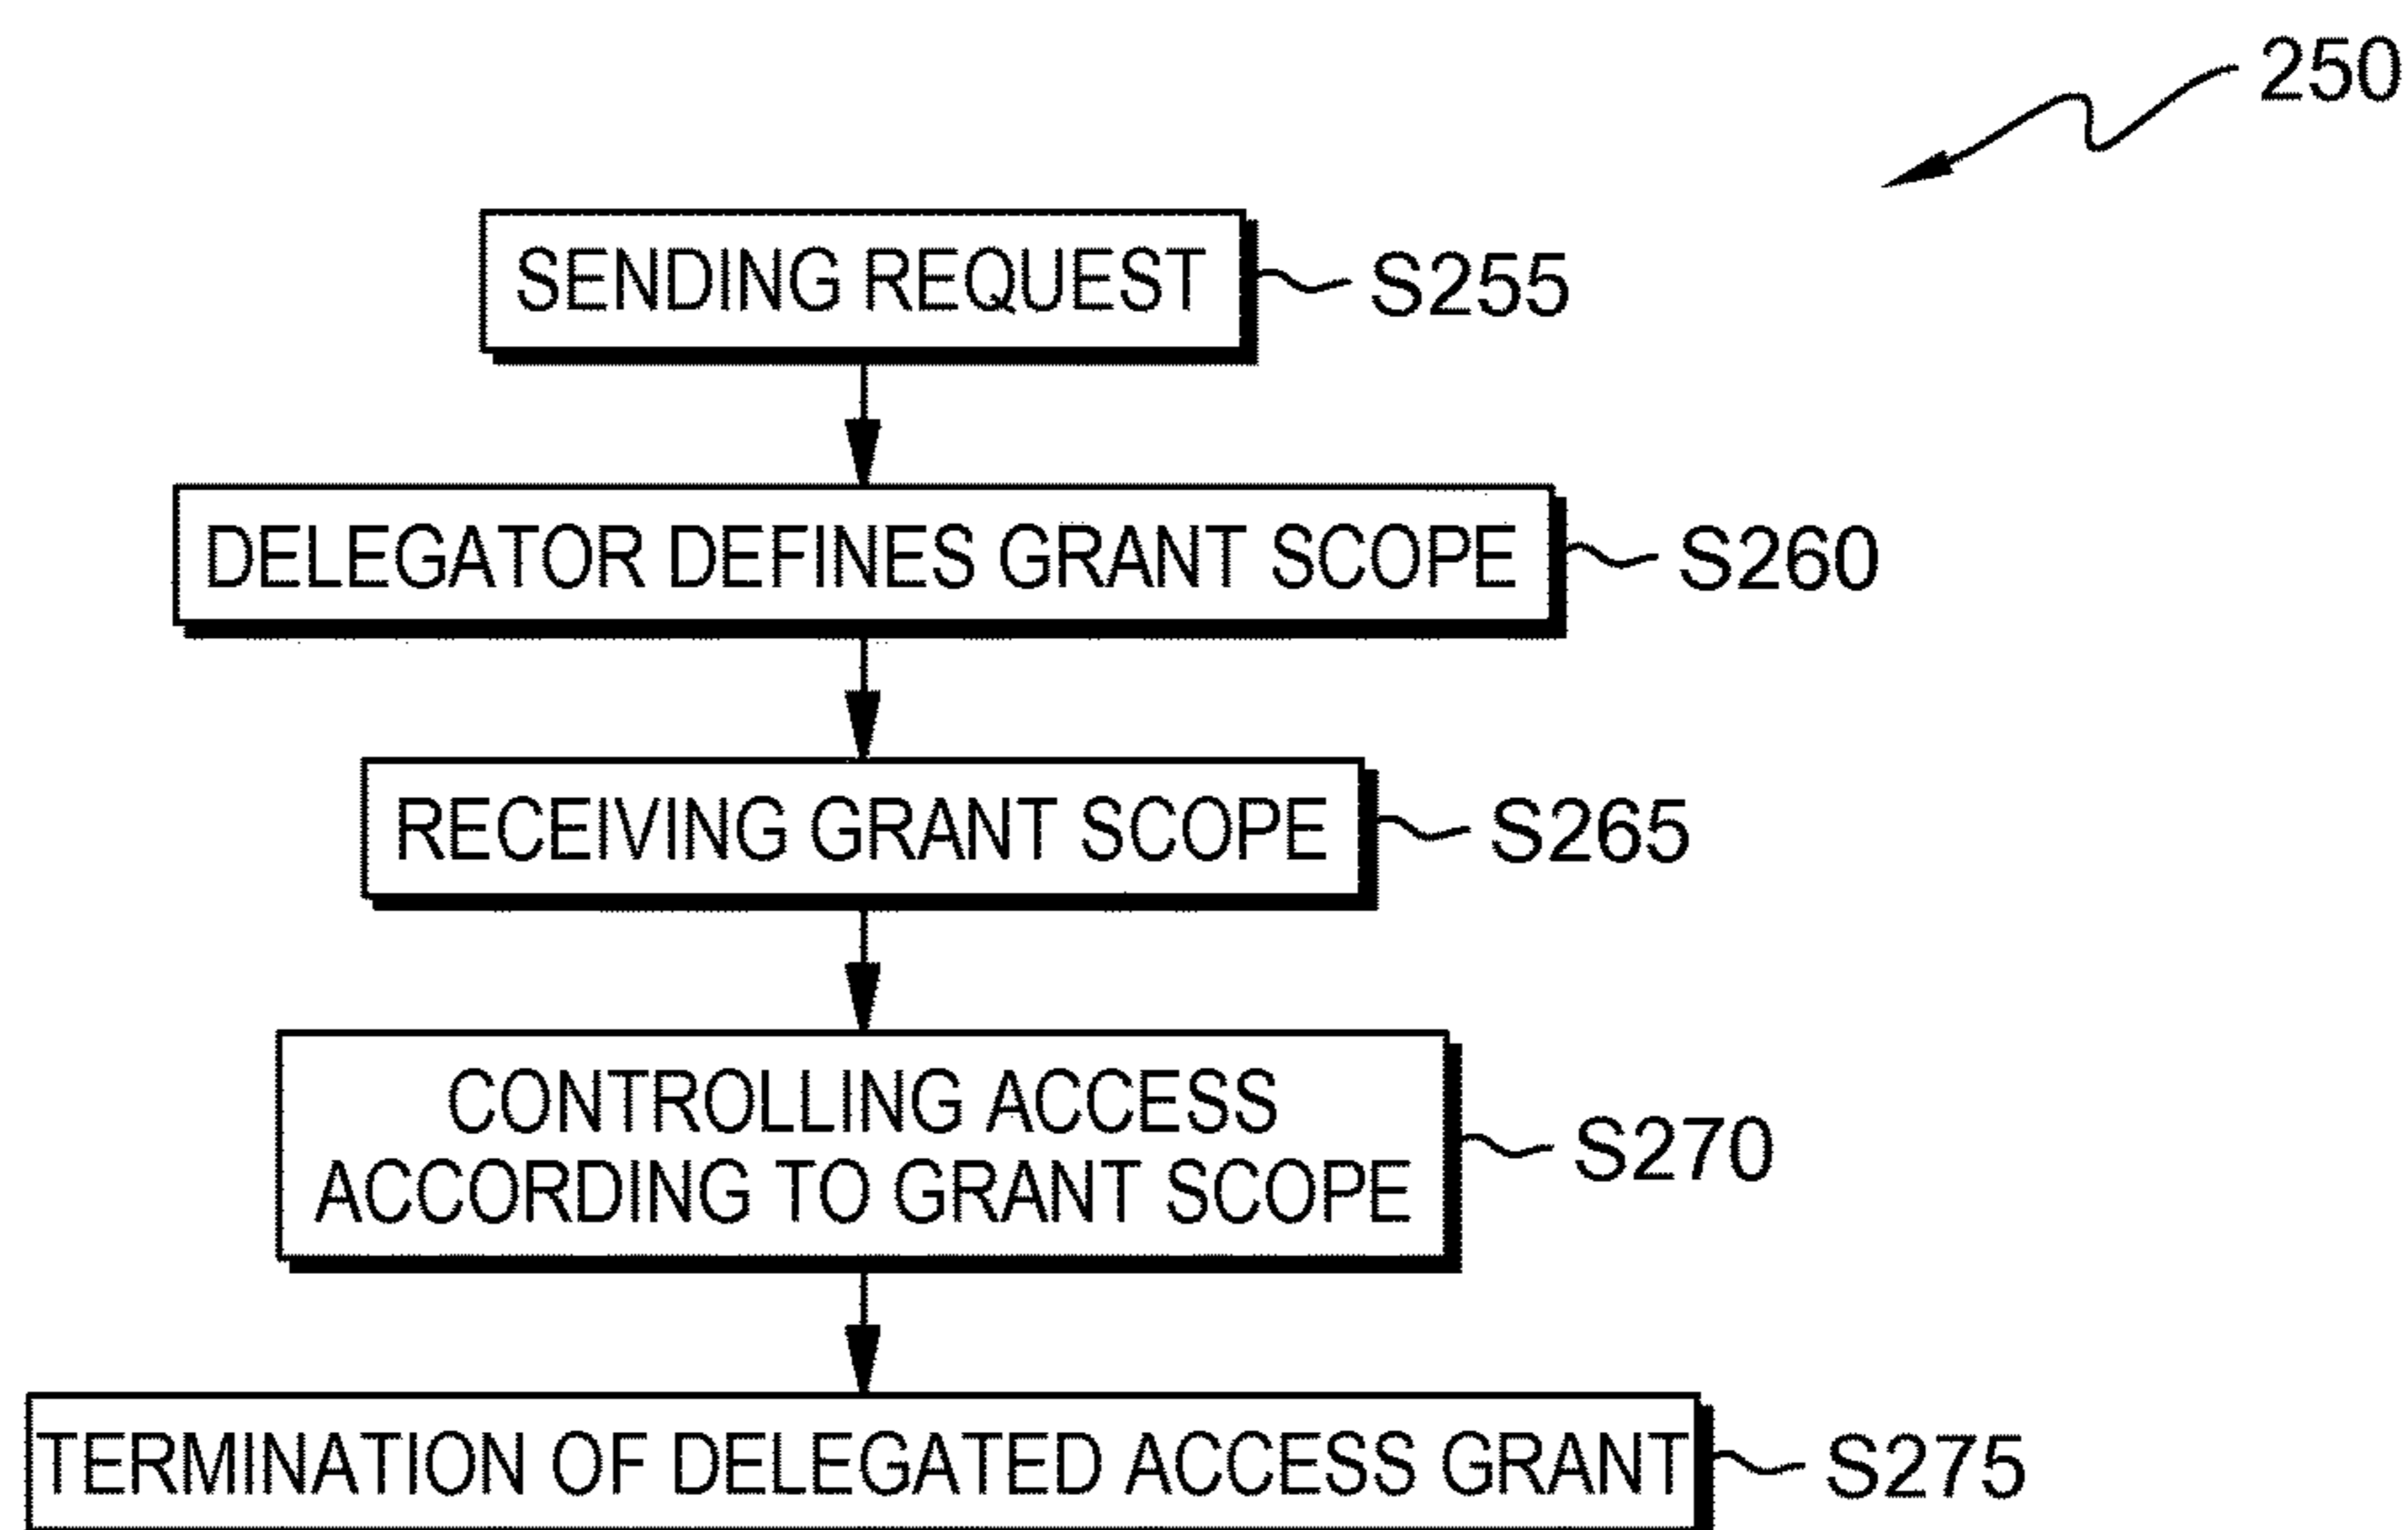 250
SENDING REQUEST
S255
DELEGATOR DEFINES GRANT SCOPE
S260
RECEIVING GRANT SCOPE
S265
CONTROLLING ACCESS
ACCORDING TO GRANT SCOPE
S270
TERMINATION OF DELEGATED ACCESS GRANT
S275